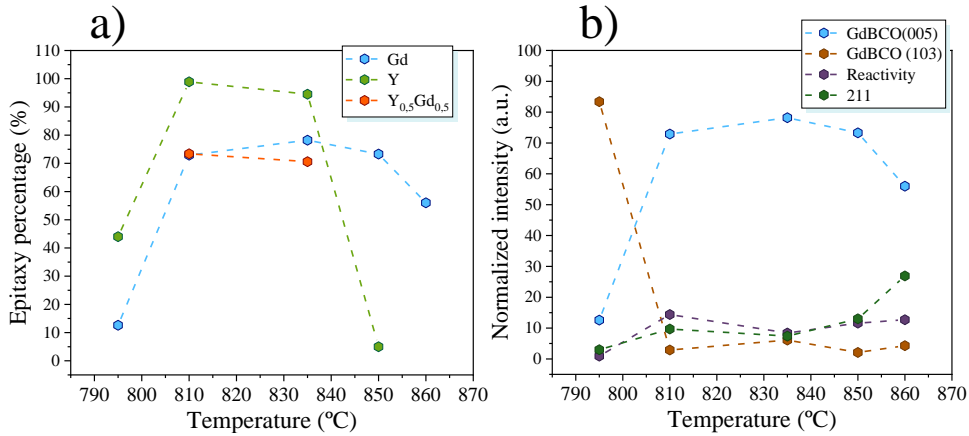 a)
Epitaxy percentage (%)
110
100
90
80
70
60
50
40
30
20
10
0
Gd
Y
Y0,5Gd0,5
790 800 810 820 830 840 850 860 870
Temperature (ºC)
b)
Normalized intensity (a.u.)
100
90
80
70
60
50
40
30
20
10
0
GdBCO(005)
GdBCO (103)
Reactivity
211
790 800 810 820 830 840 850 860 870
Temperature (ºC)